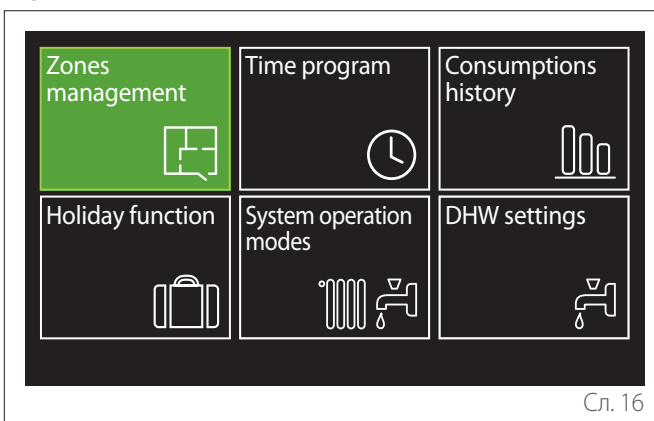 Zones
management
Time program
Consumptions
history
Holiday function
System operation
modes
DHW settings
Сл. 16